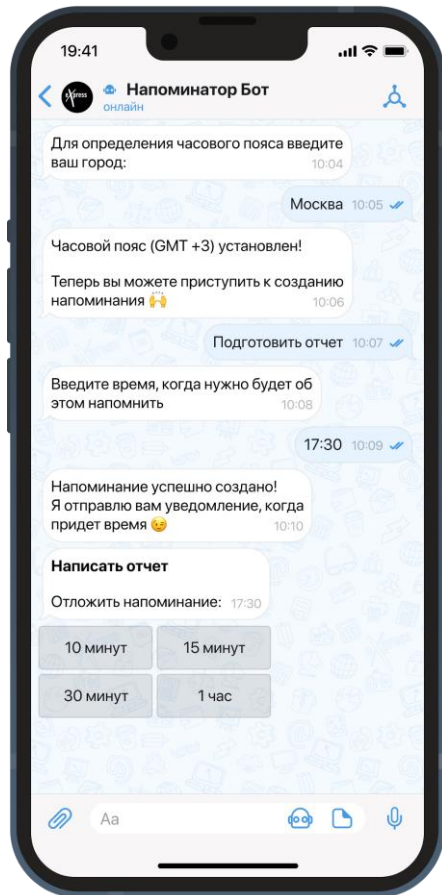 19:41
eXpress
Напоминатор Бот
онлайн
Для определения часового пояса введите
ваш город:
10:04
Москва 10:05
Часовой пояс (GMT +3) установлен!
Теперь вы можете приступить к созданию
напоминания 🙌 10:06
Подготовить отчет 10:07
Введите время, когда нужно будет об
этом напомнить 10:08
17:30 10:09
Напоминание успешно создано!
Я отправлю вам уведомление, когда
придет время 😉 10:10
Написать отчет
Отложить напоминание: 17:30
10 минут 15 минут
30 минут 1 час
Aa